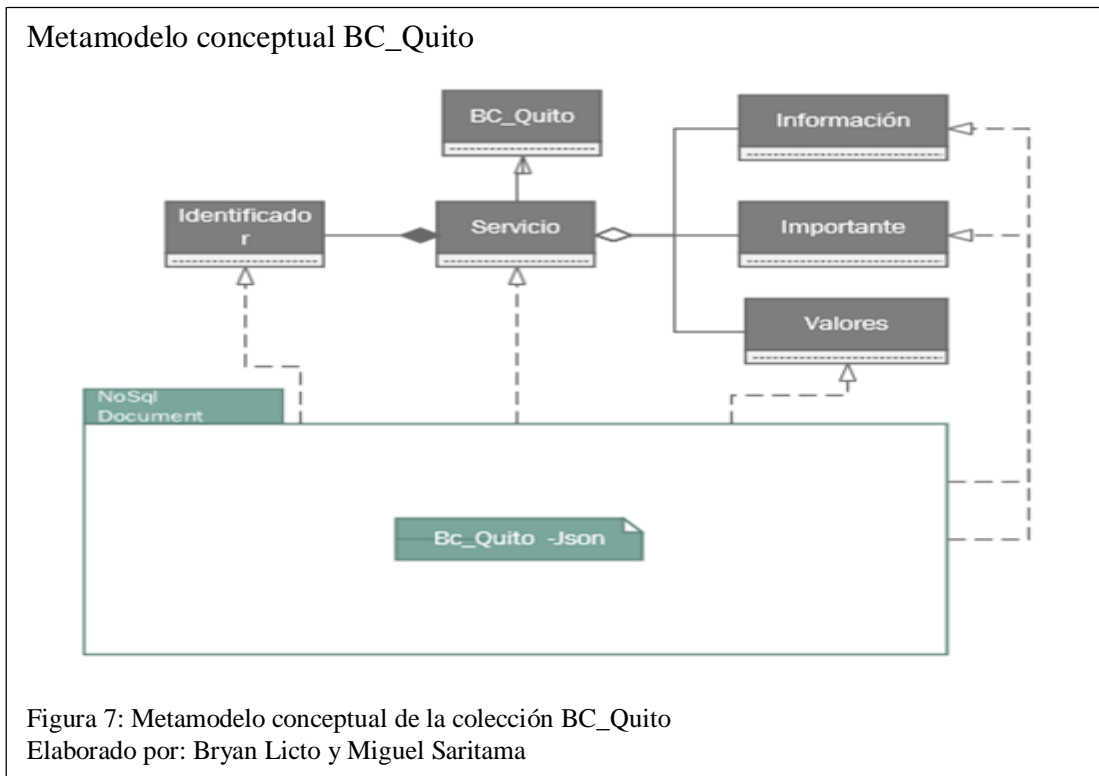 Metamodelo conceptual BC_Quito
BC_Quito
Información
Identificado
r
Servicio
Importante
Valores
NoSql
Document
Bc_Quito -Json
Figura 7: Metamodelo conceptual de la colección BC_Quito
Elaborado por: Bryan Licto y Miguel Saritama